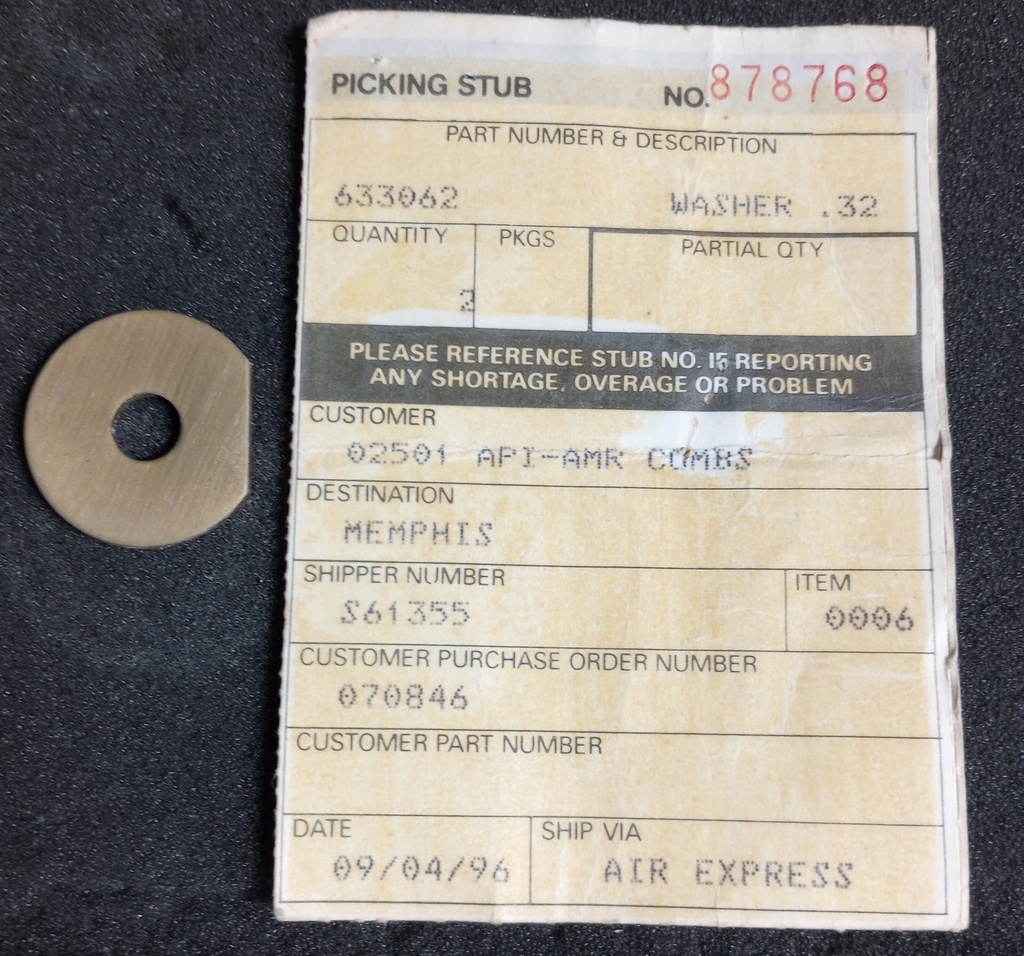 PICKING STUB NO. 878768
PART NUMBER & DESCRIPTION
633062 WASHER .32
QUANTITY PKGS PARTIAL QTY
2
PLEASE REFERENCE STUB NO. IF REPORTING
ANY SHORTAGE, OVERAGE OR PROBLEM
CUSTOMER
02501 API-AMR COMBS
DESTINATION
MEMPHIS
SHIPPER NUMBER ITEM
S61355 0006
CUSTOMER PURCHASE ORDER NUMBER
070846
CUSTOMER PART NUMBER
DATE SHIP VIA
09/04/96 AIR EXPRESS